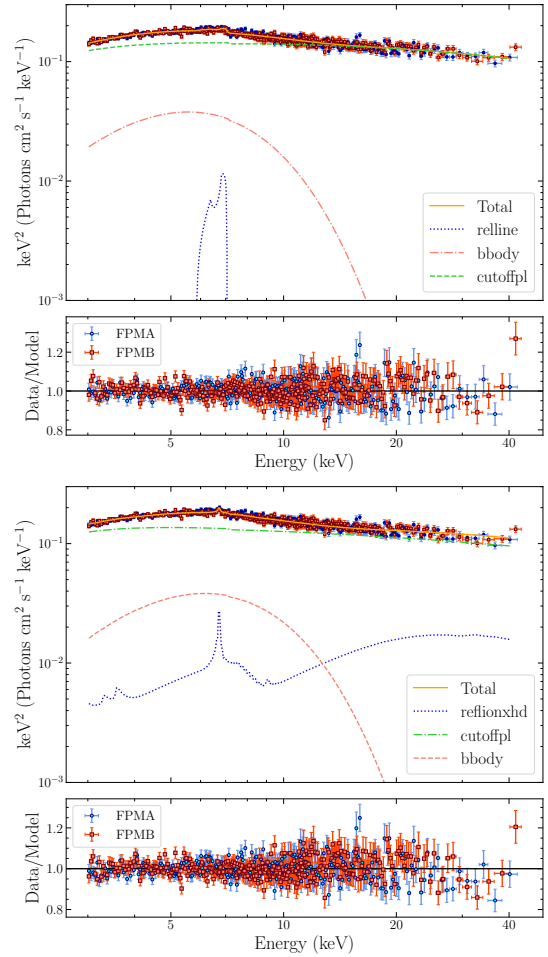 10⁻¹
10⁻²
10⁻³
keV² (Photons cm² s⁻¹ keV⁻¹)
Total
relline
bbody
cutoffpl
1.2
1.0
0.8
Data/Model
FPMA
FPMB
5
10
20
40
Energy (keV)
10⁻¹
10⁻²
10⁻³
keV² (Photons cm² s⁻¹ keV⁻¹)
Total
reflionxhd
cutoffpl
bbody
1.2
1.0
0.8
Data/Model
FPMA
FPMB
5
10
20
40
Energy (keV)